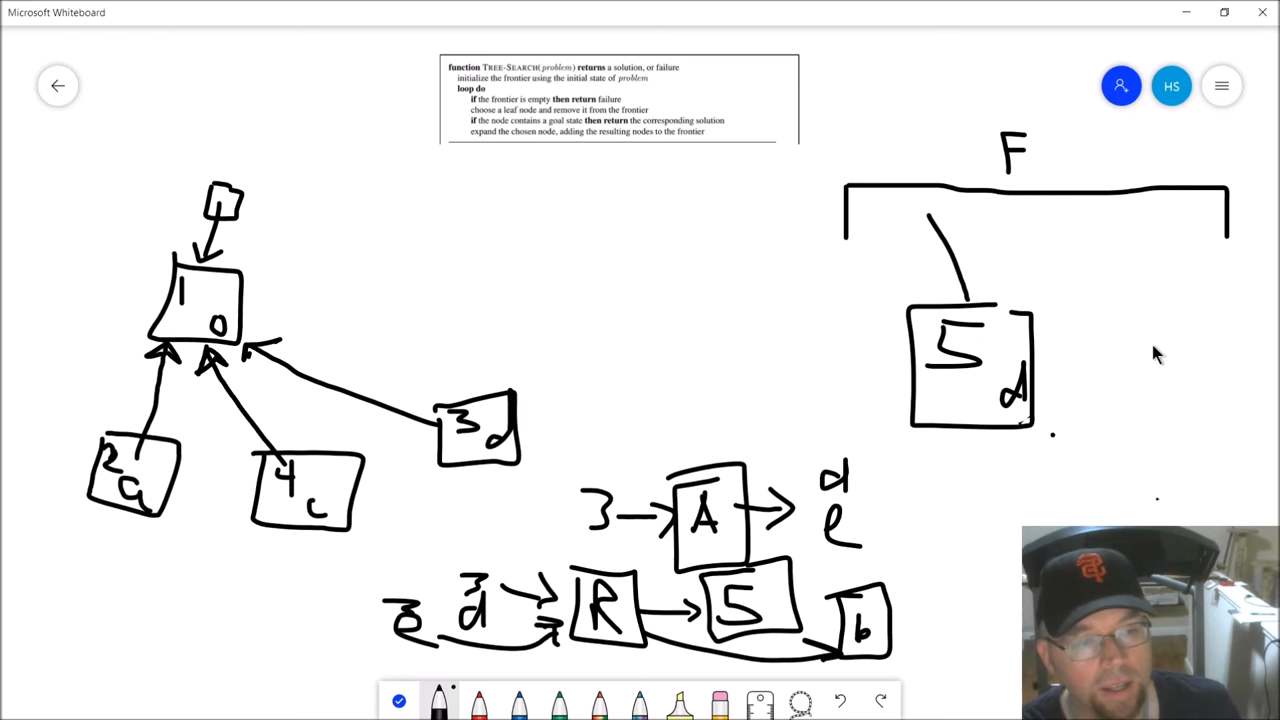 Microsoft Whiteboard
function TREE-SEARCH(problem) returns a solution, or failure
initialize the frontier using the initial state of problem
loop do
if the frontier is empty then return failure
choose a leaf node and remove it from the frontier
if the node contains a goal state then return the corresponding solution
expand the chosen node, adding the resulting nodes to the frontier
HS
F
1 0
5 d
2 a
4 c
3 d
3 A d
e
3 d R 5
3 e b
SF